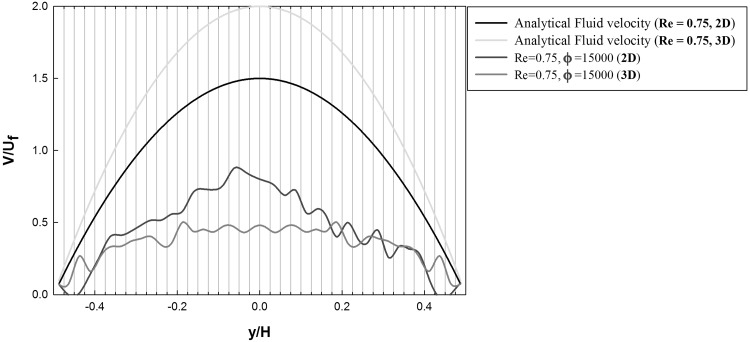 2.0
1.5
1.0
0.5
0.0
V/Uf
-0.4 -0.2 0.0 0.2 0.4
y/H
Analytical Fluid velocity (Re = 0.75, 2D)
Analytical Fluid velocity (Re = 0.75, 3D)
Re=0.75, ϕ =15000 (2D)
Re=0.75, ϕ =15000 (3D)